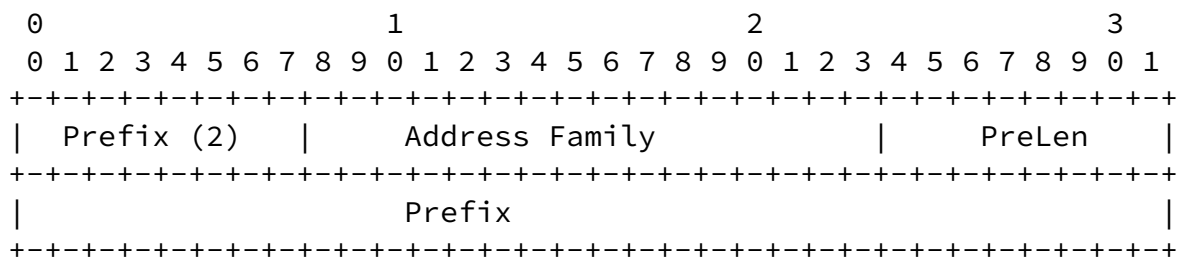 0                   1                   2                   3
 0 1 2 3 4 5 6 7 8 9 0 1 2 3 4 5 6 7 8 9 0 1 2 3 4 5 6 7 8 9 0 1
+-+-+-+-+-+-+-+-+-+-+-+-+-+-+-+-+-+-+-+-+-+-+-+-+-+-+-+-+-+-+-+-+
|  Prefix (2)   |     Address Family            |     PreLen    |
+-+-+-+-+-+-+-+-+-+-+-+-+-+-+-+-+-+-+-+-+-+-+-+-+-+-+-+-+-+-+-+-+
|                     Prefix                                    |
+-+-+-+-+-+-+-+-+-+-+-+-+-+-+-+-+-+-+-+-+-+-+-+-+-+-+-+-+-+-+-+-+